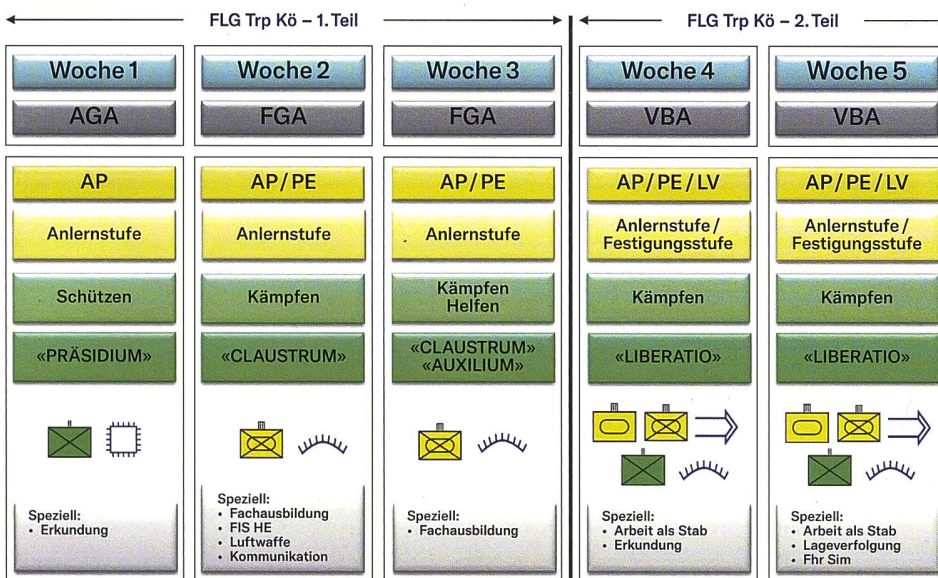 FLG Trp Kö – 1. Teil
FLG Trp Kö – 2. Teil
Woche 1
Woche 2
Woche 3
Woche 4
Woche 5
AGA
FGA
FGA
VBA
VBA
AP
AP / PE
AP / PE
AP / PE / LV
AP / PE / LV
Anlernstufe
Anlernstufe
Anlernstufe
Anlernstufe /
Festigungsstufe
Anlernstufe /
Festigungsstufe
Schützen
Kämpfen
Kämpfen
Helfen
Kämpfen
Kämpfen
«PRÄSIDIUM»
«CLAUSTRUM»
«CLAUSTRUM»
«AUXILIUM»
«LIBERATIO»
«LIBERATIO»
Speziell:
• Erkundung
Speziell:
• Fachausbildung
• FIS HE
• Luftwaffe
• Kommunikation
Speziell:
• Fachausbildung
Speziell:
• Arbeit als Stab
• Erkundung
Speziell:
• Arbeit als Stab
• Lageverfolgung
• Fhr Sim